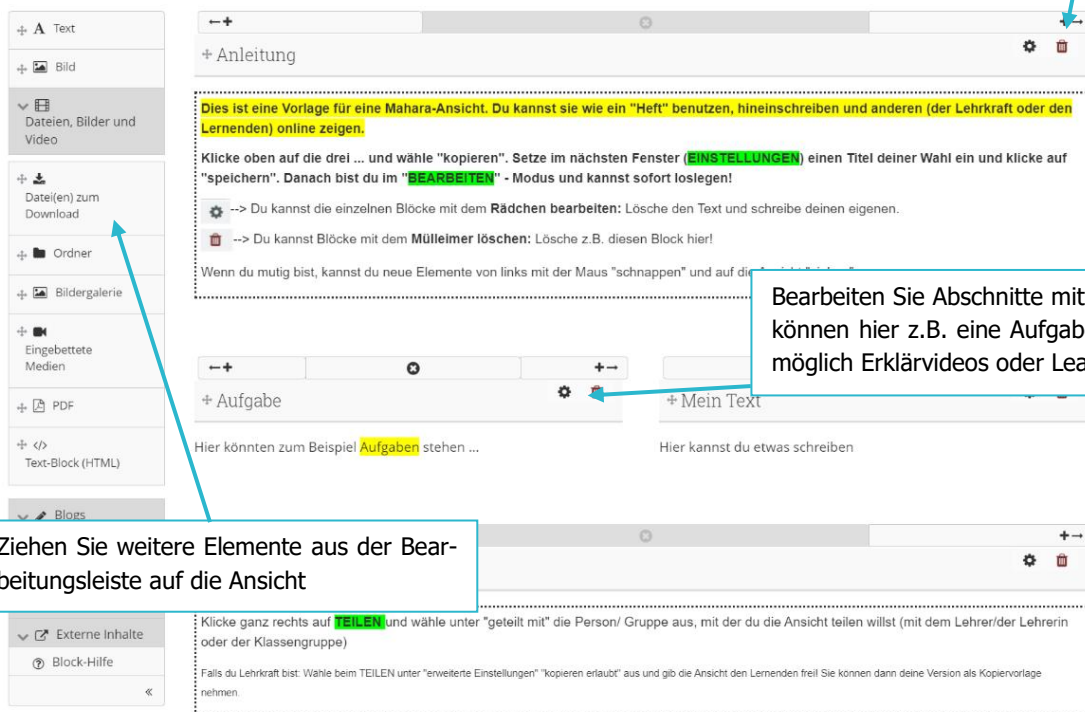 Text
Bild
Dateien, Bilder und
Video
Datei(en) zum
Download
Ordner
Bildergalerie
Eingebettete
Medien
PDF
Text-Block (HTML)
Blogs
Externe Inhalte
Block-Hilfe
Anleitung
Dies ist eine Vorlage für eine Mahara-Ansicht. Du kannst sie wie ein "Heft" benutzen, hineinschreiben und anderen (der Lehrkraft oder den
Lernenden) online zeigen.
Klicke oben auf die drei ... und wähle "kopieren". Setze im nächsten Fenster (EINSTELLUNGEN) einen Titel deiner Wahl ein und klicke auf
"speichern". Danach bist du im "BEARBEITEN" - Modus und kannst sofort loslegen!
--> Du kannst die einzelnen Blöcke mit dem Rädchen bearbeiten: Lösche den Text und schreibe deinen eigenen.
--> Du kannst Blöcke mit dem Mülleimer löschen: Lösche z.B. diesen Block hier!
Wenn du mutig bist, kannst du neue Elemente von links mit der Maus "schnappen" und auf
Bearbeiten Sie Abschnitte mit
können hier z.B. eine
möglich Erklärvideos oder
Aufgabe
Hier könnten zum Beispiel Aufgaben stehen ...
Mein Text
Hier kannst du etwas schreiben
Ziehen Sie weitere Elemente aus der Bear-
beitungsleiste auf die Ansicht
Klicke ganz rechts auf TEILEN und wähle unter "geteilt mit" die Person/ Gruppe aus, mit der du die Ansicht teilen willst (mit dem Lehrer/der Lehrerin
oder der Klassengruppe)
Falls du Lehrkraft bist: Wähle beim TEILEN unter "erweiterte Einstellungen" "kopieren erlaubt" aus und gib die Ansicht den Lernenden frei! Sie können dann deine Version als Kopiervorlage
nehmen.